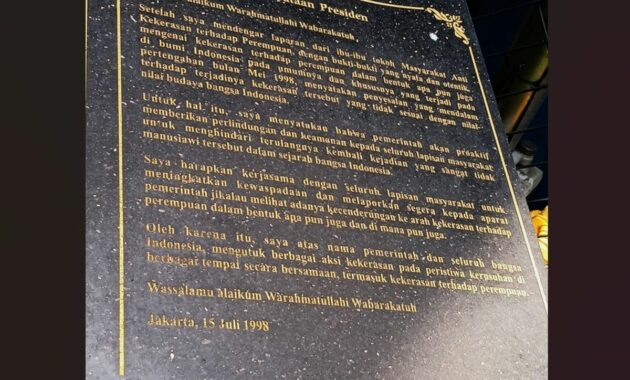 Presiden
alaikum Warahmatullahi Wabarakatuh,
Setelah saya mendengar laporan dari ibu-ibu tokoh Masyarakat Anti
Kekerasan terhadap Perempuan, dengan bukti-bukti yang nyata dan otentik,
mengenai kekerasan terhadap perempuan dalam bentuk apa pun juga
di bumi Indonesia pada umumnya dan khususnya yang terjadi pada
pertengahan bulan Mei 1998, menyatakan penyesalan yang mendalam
terhadap terjadinya kekerasan tersebut yang tidak sesuai dengan nilai-
nilai budaya bangsa Indonesia.
Untuk hal itu, saya menyatakan bahwa pemerintah akan proaktif
memberikan perlindungan dan keamanan kepada seluruh lapisan masyarakat
untuk menghindari terulangnya kembali kejadian yang sangat tidak
manusiawi tersebut dalam sejarah bangsa Indonesia.
Saya harapkan kerjasama dengan seluruh lapisan masyarakat untuk
meningkatkan kewaspadaan dan melaporkan segera kepada aparat
pemerintah jikalau melihat adanya kecenderungan ke arah kekerasan terhadap
perempuan dalam bentuk apa pun juga dan di mana pun juga.
Oleh karena itu, saya atas nama pemerintah dan seluruh bangsa
Indonesia, mengutuk berbagai aksi kekerasan pada peristiwa kerusuhan di
berbagai tempat secara bersamaan, termasuk kekerasan terhadap perempuan.
Wassalamu alaikum Warahmatullahi Wabarakatuh
Jakarta, 15 Juli 1998